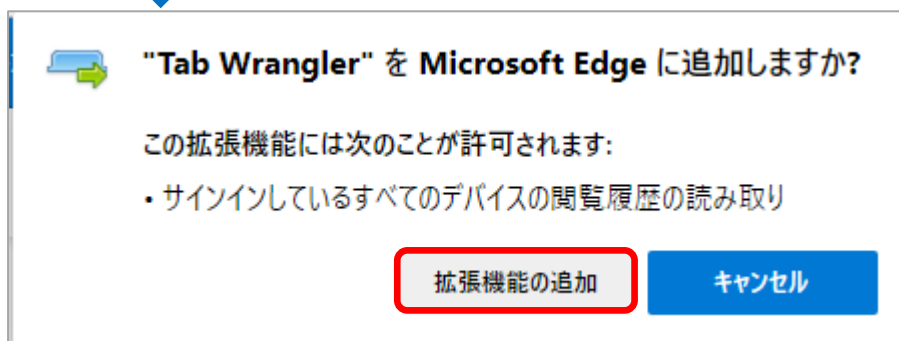 "Tab Wrangler" を Microsoft Edge に追加しますか?
この拡張機能には次のことが許可されます:
• サインインしているすべてのデバイスの閲覧履歴の読み取り
拡張機能の追加 キャンセル